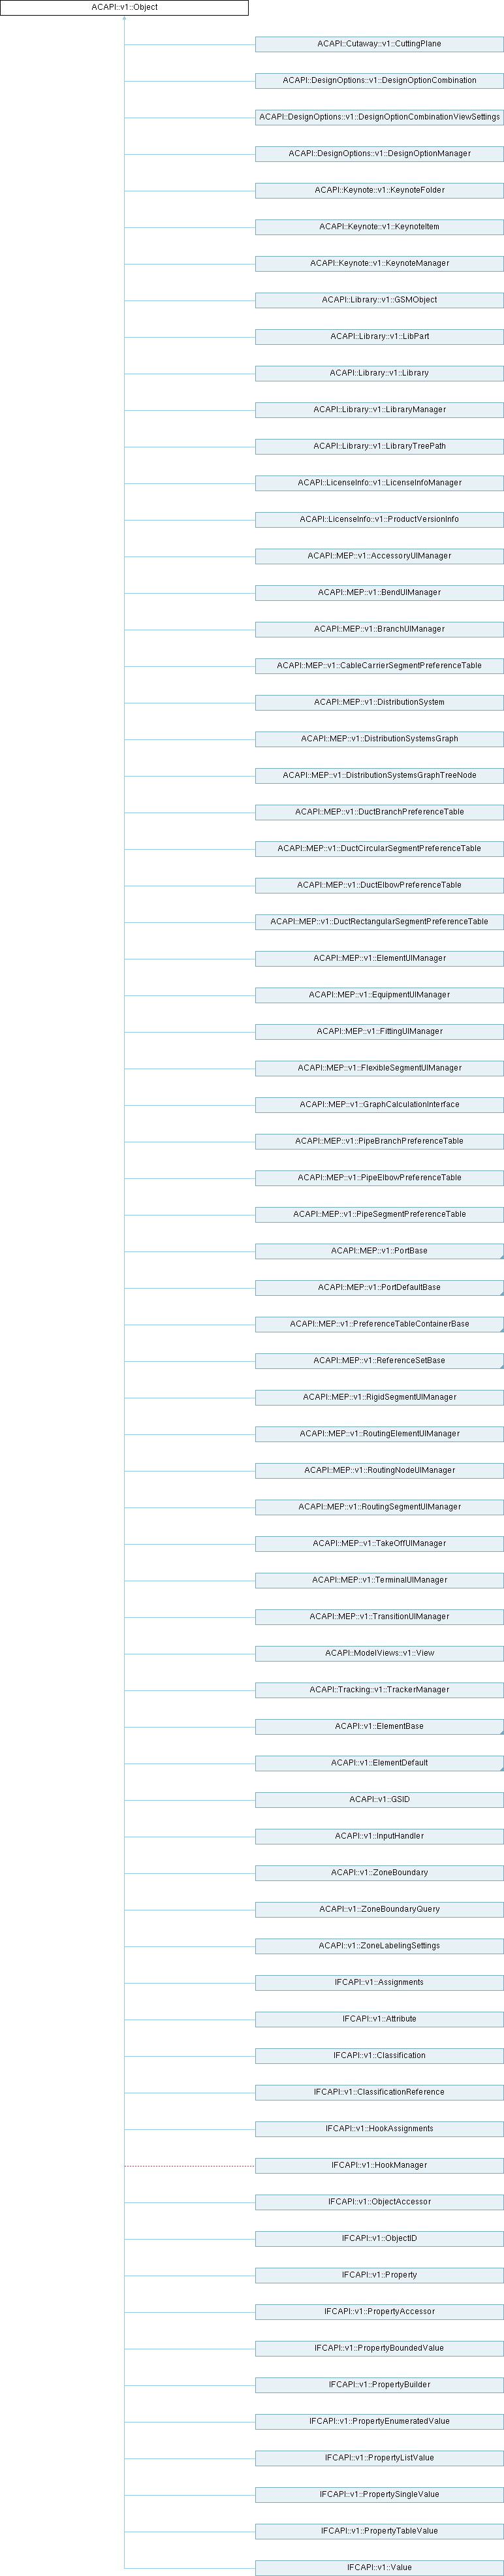 ACAPI::v1::Object
ACAPI::Cutaway::v1::CuttingPlane
ACAPI::DesignOptions::v1::DesignOptionCombination
ACAPI::DesignOptions::v1::DesignOptionCombinationViewSettings
ACAPI::DesignOptions::v1::DesignOptionManager
ACAPI::Keynote::v1::KeynoteFolder
ACAPI::Keynote::v1::KeynoteItem
ACAPI::Keynote::v1::KeynoteManager
ACAPI::Library::v1::GSMObject
ACAPI::Library::v1::LibPart
ACAPI::Library::v1::Library
ACAPI::Library::v1::LibraryManager
ACAPI::Library::v1::LibraryTreePath
ACAPI::LicenseInfo::v1::LicenseInfoManager
ACAPI::LicenseInfo::v1::ProductVersionInfo
ACAPI::MEP::v1::AccessoryUIManager
ACAPI::MEP::v1::BendUIManager
ACAPI::MEP::v1::BranchUIManager
ACAPI::MEP::v1::CableCarrierSegmentPreferenceTable
ACAPI::MEP::v1::DistributionSystem
ACAPI::MEP::v1::DistributionSystemsGraph
ACAPI::MEP::v1::DistributionSystemsGraphTreeNode
ACAPI::MEP::v1::DuctBranchPreferenceTable
ACAPI::MEP::v1::DuctCircularSegmentPreferenceTable
ACAPI::MEP::v1::DuctElbowPreferenceTable
ACAPI::MEP::v1::DuctRectangularSegmentPreferenceTable
ACAPI::MEP::v1::ElementUIManager
ACAPI::MEP::v1::EquipmentUIManager
ACAPI::MEP::v1::FittingUIManager
ACAPI::MEP::v1::FlexibleSegmentUIManager
ACAPI::MEP::v1::GraphCalculationInterface
ACAPI::MEP::v1::PipeBranchPreferenceTable
ACAPI::MEP::v1::PipeElbowPreferenceTable
ACAPI::MEP::v1::PipeSegmentPreferenceTable
ACAPI::MEP::v1::PortBase
ACAPI::MEP::v1::PortDefaultBase
ACAPI::MEP::v1::PreferenceTableContainerBase
ACAPI::MEP::v1::ReferenceSetBase
ACAPI::MEP::v1::RigidSegmentUIManager
ACAPI::MEP::v1::RoutingElementUIManager
ACAPI::MEP::v1::RoutingNodeUIManager
ACAPI::MEP::v1::RoutingSegmentUIManager
ACAPI::MEP::v1::TakeOffUIManager
ACAPI::MEP::v1::TerminalUIManager
ACAPI::MEP::v1::TransitionUIManager
ACAPI::ModelViews::v1::View
ACAPI::Tracking::v1::TrackerManager
ACAPI::v1::ElementBase
ACAPI::v1::ElementDefault
ACAPI::v1::GSID
ACAPI::v1::InputHandler
ACAPI::v1::ZoneBoundary
ACAPI::v1::ZoneBoundaryQuery
ACAPI::v1::ZoneLabelingSettings
IFCAPI::v1::Assignments
IFCAPI::v1::Attribute
IFCAPI::v1::Classification
IFCAPI::v1::ClassificationReference
IFCAPI::v1::HookAssignments
IFCAPI::v1::HookManager
IFCAPI::v1::ObjectAccessor
IFCAPI::v1::ObjectID
IFCAPI::v1::Property
IFCAPI::v1::PropertyAccessor
IFCAPI::v1::PropertyBoundedValue
IFCAPI::v1::PropertyBuilder
IFCAPI::v1::PropertyEnumeratedValue
IFCAPI::v1::PropertyListValue
IFCAPI::v1::PropertySingleValue
IFCAPI::v1::PropertyTableValue
IFCAPI::v1::Value